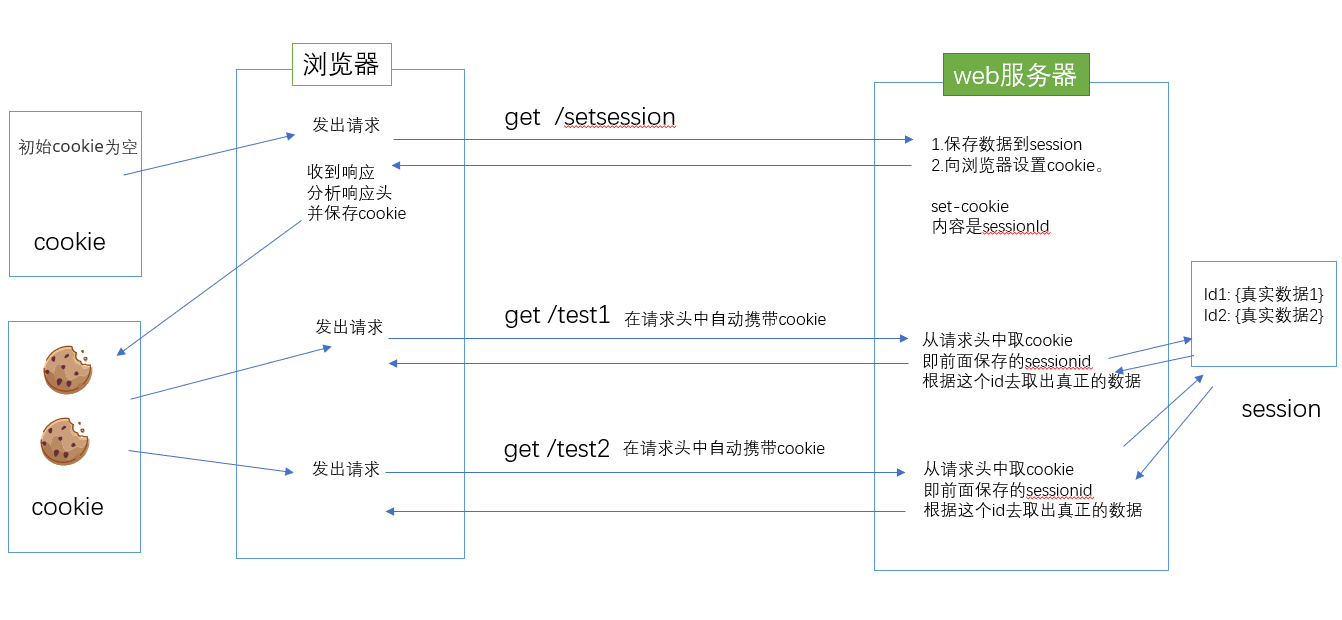 浏览器
web服务器
初始cookie为空
cookie
发出请求
get /setsession
1.保存数据到session
2.向浏览器设置cookie。
收到响应
分析响应头
并保存cookie
set-cookie
内容是sessionId
Id1: {真实数据1}
Id2: {真实数据2}
session
发出请求
get /test1 在请求头中自动携带cookie
从请求头中取cookie
即前面保存的sessionid
根据这个id去取出真正的数据
cookie
发出请求
get /test2 在请求头中自动携带cookie
从请求头中取cookie
即前面保存的sessionid
根据这个id去取出真正的数据